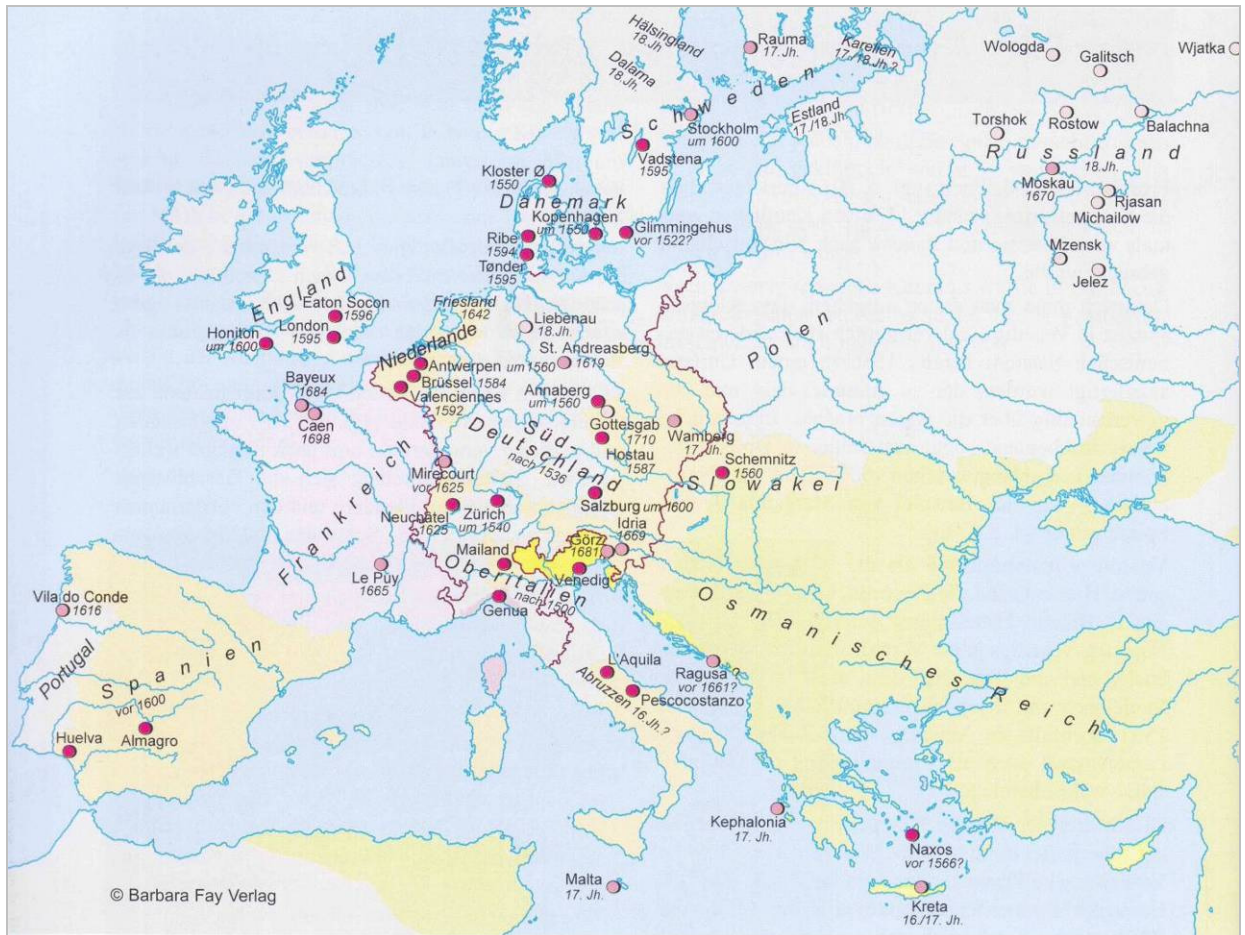 Hälsingland
18.Jh.
Dalarna
18.Jh.
Rauma
17. Jh.
Karelien
17./18.Jh.?
Wologda
Galitsch
Wjatka
Schweden
Stockholm
um 1600
Estland
17./18.Jh.
Torshok
Rostow
Balachna
Russland
18.Jh.
Vadstena
1595
Moskau
1670
Rjasan
Michailow
Kloster Ø
1550
Dänemark
Kopenhagen
um 1550
Glimmingehus
vor 1522?
Ribe
1594
Tønder
1595
Mzensk
Jelez
England
Eaton Socon
1596
London
1595
Honiton
um 1600
Friesland
1642
Niederlande
Liebenau
18.Jh.
St. Andreasberg
um 1560
1619
Polen
Antwerpen
Brüssel 1584
Valenciennes
1592
Bayeux
1684
Caen
1698
Annaberg
um 1560
Gottesgab
1710
Wamberg
17. Jh.
Süd-
Deutschland
nach 1536
Hostau
1587
Schemnitz
1560
Slowakei
Frankreich
Mirecourt
vor 1625
Neuchâtel
1625
Zürich
um 1540
Salzburg um 1600
Idria
1669
Görz
1681
Mailand
Oberitalien
nach 1500
Venedig
Genua
Le Puy
1665
Vila do Conde
1616
Portugal
Spanien
vor 1600
Huelva
Almagro
Osmanisches Reich
L'Aquila
Abruzzen 16.Jh.?
Pescocostanzo
Ragusa
vor 1661?
Kephalonia
17. Jh.
Naxos
vor 1566?
Malta
17. Jh.
Kreta
16./17. Jh.
© Barbara Fay Verlag